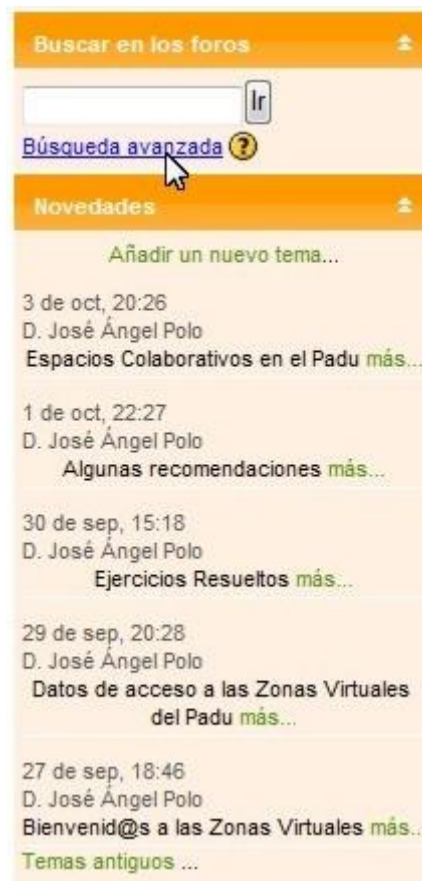 Buscar en los foros
Ir
Búsqueda avanzada ?
Novedades
Añadir un nuevo tema...
3 de oct, 20:26
D. José Ángel Polo
Espacios Colaborativos en el Padu más...
1 de oct, 22:27
D. José Ángel Polo
Algunas recomendaciones más...
30 de sep, 15:18
D. José Ángel Polo
Ejercicios Resueltos más...
29 de sep, 20:28
D. José Ángel Polo
Datos de acceso a las Zonas Virtuales
del Padu más...
27 de sep, 18:46
D. José Ángel Polo
Bienvenid@s a las Zonas Virtuales más..
Temas antiguos ...